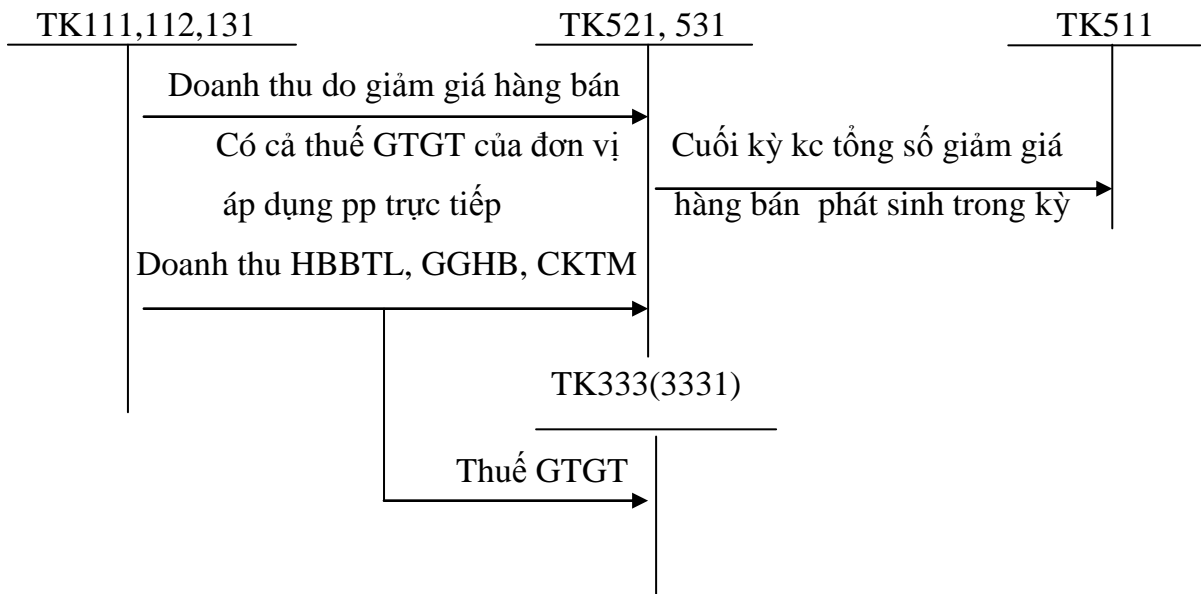 TK111,112,131
TK521, 531
TK511
Doanh thu do giảm giá hàng bán
Có cả thuế GTGT của đơn vị
áp dụng pp trực tiếp
Cuối kỳ kc tổng số giảm giá
hàng bán phát sinh trong kỳ
Doanh thu HBBTL, GGHB, CKTM
TK333(3331)
Thuế GTGT